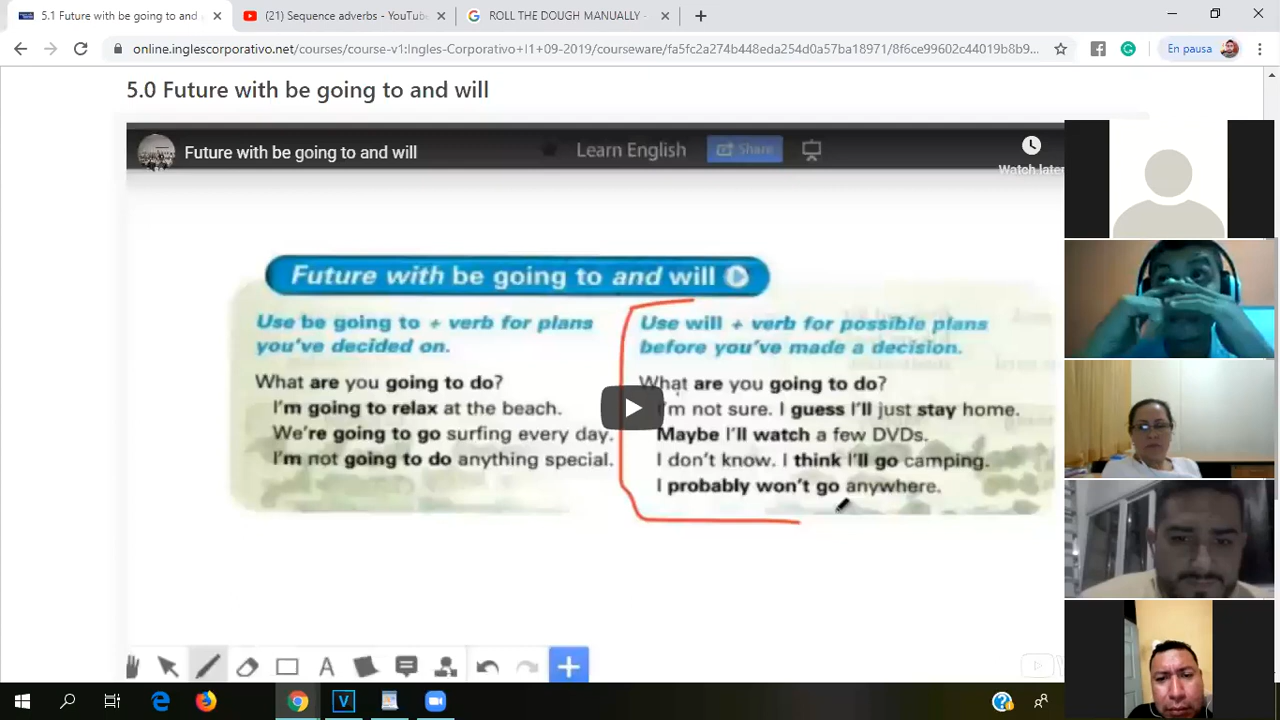 5.1 Future with be going to and
(21) Sequence adverbs - YouTube
ROLL THE DOUGH MANUALLY -
online.inglescorporativo.net/courses/course-v1:Ingles-Corporativo+I1+09-2019/courseware/fa5fc2a274b448eda254d0a57ba18971/8f6ce99602c44019b8b9...
En pausa
5.0 Future with be going to and will
Future with be going to and will
Learn English
Share
Watch later
Future with be going to and will
Use be going to + verb for plans
you've decided on.
What are you going to do?
I'm going to relax at the beach.
We're going to go surfing every day.
I'm not going to do anything special.
Use will + verb for possible plans
before you've made a decision.
What are you going to do?
I'm not sure. I guess I'll just stay home.
Maybe I'll watch a few DVDs.
I don't know. I think I'll go camping.
I probably won't go anywhere.